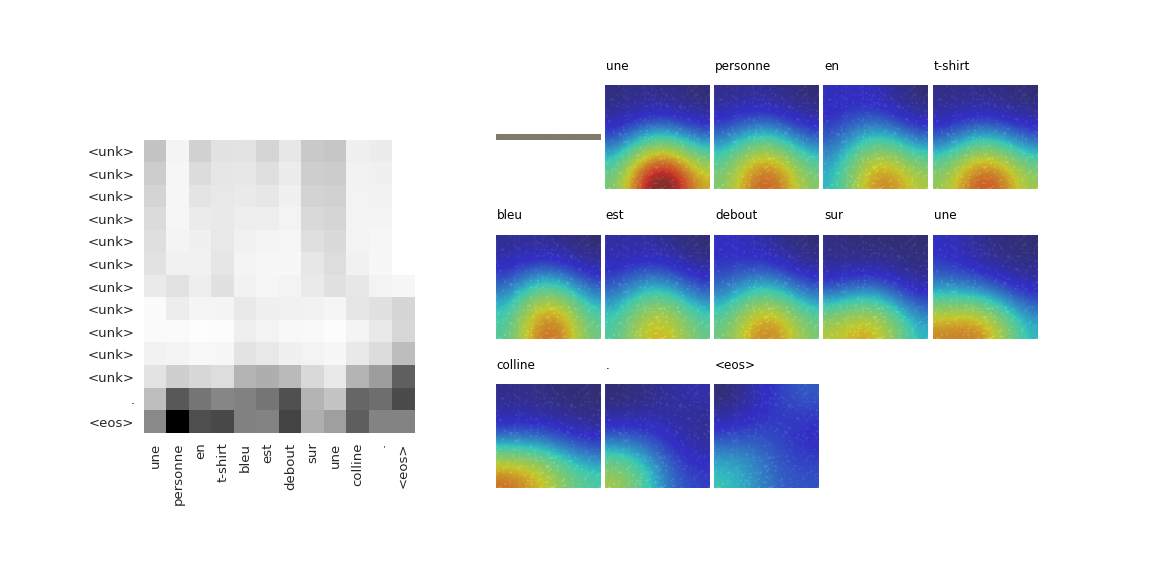 <unk>
<unk>
<unk>
<unk>
<unk>
<unk>
<unk>
<unk>
<unk>
<unk>
<unk>
.
<eos>
une personne en t-shirt bleu est debout sur une colline . <eos>
une personne en t-shirt
bleu est debout sur une
colline . <eos>